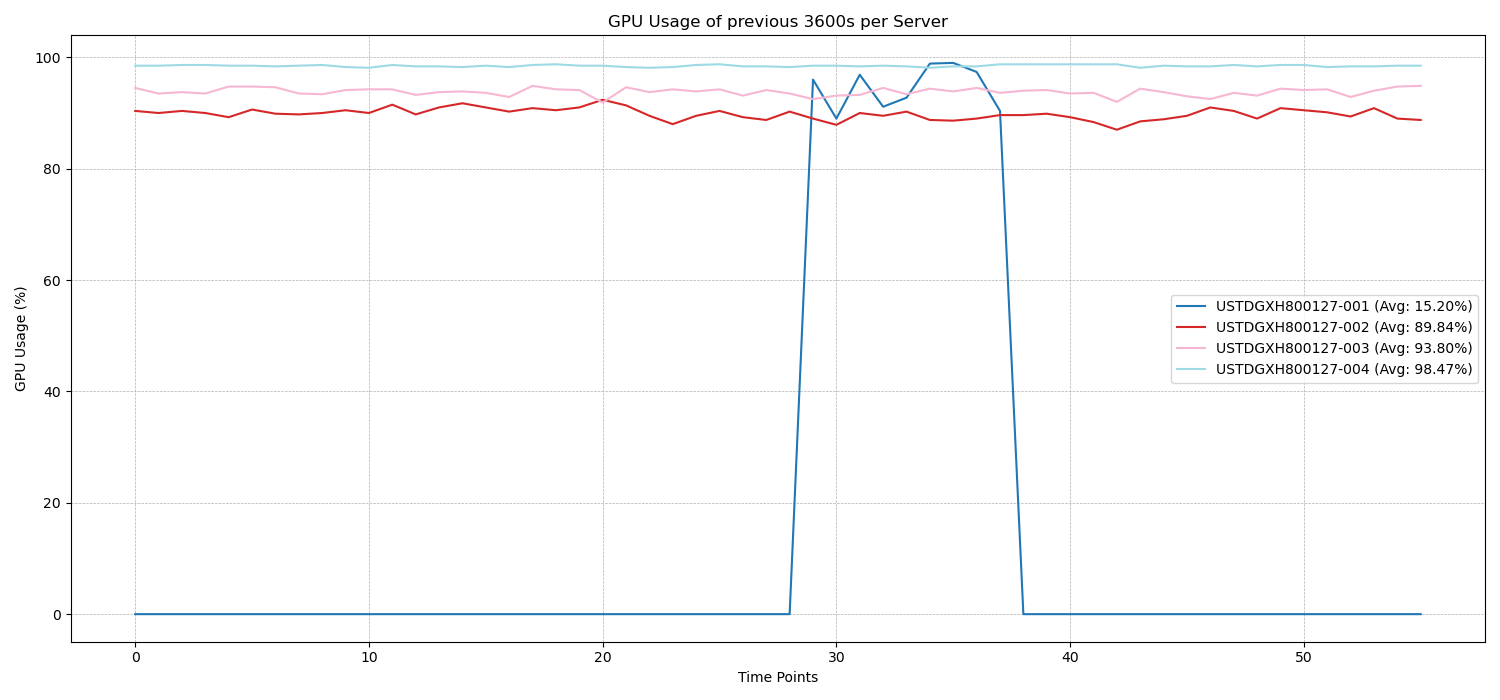 GPU Usage of previous 3600s per Server
GPU Usage (%)
100
80
60
40
20
0
USTDGXH800127-001 (Avg: 15.20%)
USTDGXH800127-002 (Avg: 89.84%)
USTDGXH800127-003 (Avg: 93.80%)
USTDGXH800127-004 (Avg: 98.47%)
0 10 20 30 40 50
Time Points